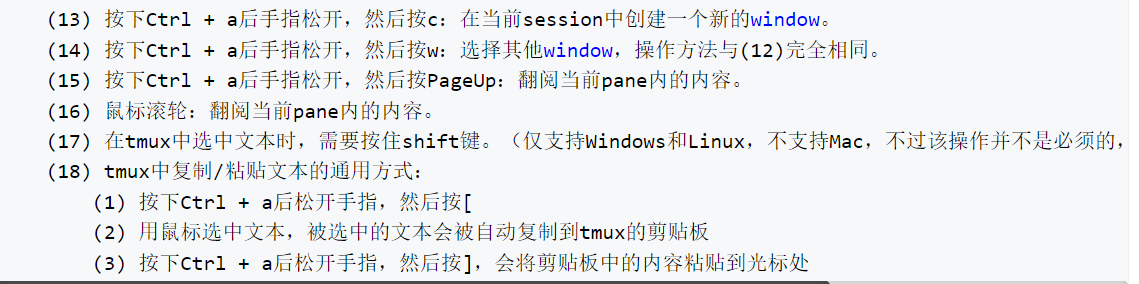 (13) 按下Ctrl + a后手指松开，然后按c：在当前session中创建一个新的window。
(14) 按下Ctrl + a后手指松开，然后按w：选择其他window，操作方法与(12)完全相同。
(15) 按下Ctrl + a后手指松开，然后按PageUp：翻阅当前pane内的内容。
(16) 鼠标滚轮：翻阅当前pane内的内容。
(17) 在tmux中选中文本时，需要按住shift键。（仅支持Windows和Linux，不支持Mac，不过该操作并不是必须的，
(18) tmux中复制/粘贴文本的通用方式：
(1) 按下Ctrl + a后松开手指，然后按[
(2) 用鼠标选中文本，被选中的文本会被自动复制到tmux的剪贴板
(3) 按下Ctrl + a后松开手指，然后按]，会将剪贴板中的内容粘贴到光标处